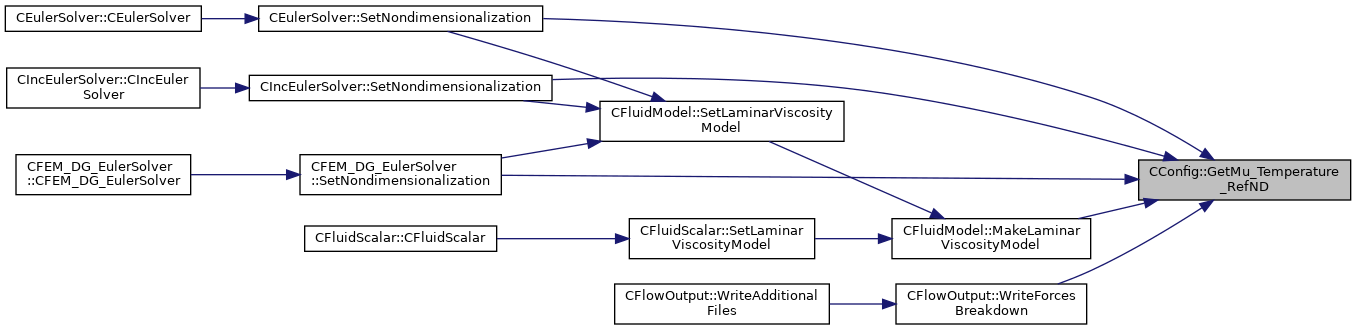 CEulerSolver::CEulerSolver
CEulerSolver::SetNondimensionalization
CIncEulerSolver::CIncEuler
Solver
CIncEulerSolver::SetNondimensionalization
CFluidModel::SetLaminarViscosity
Model
CFEM_DG_EulerSolver
::CFEM_DG_EulerSolver
CFEM_DG_EulerSolver
::SetNondimensionalization
CConfig::GetMu_Temperature
_RefND
CFluidScalar::CFluidScalar
CFluidScalar::SetLaminar
ViscosityModel
CFluidModel::MakeLaminar
ViscosityModel
CFlowOutput::WriteAdditional
Files
CFlowOutput::WriteForces
Breakdown